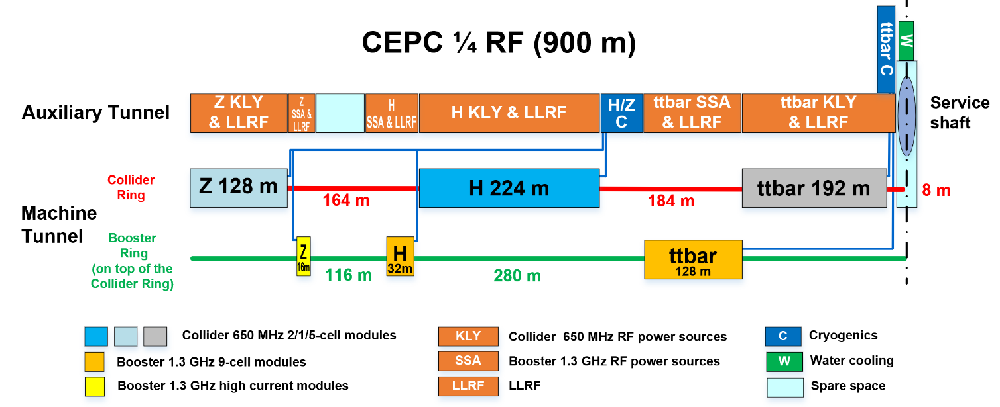 CEPC ¼ RF (900 m)
ttbar C
W
Auxiliary Tunnel
Z KLY
& LLRF
Z
SSA &
LLRF
H
SSA & LLRF
H KLY & LLRF
H/Z
C
ttbar SSA
& LLRF
ttbar KLY
& LLRF
Service
shaft
Machine
Tunnel
Collider
Ring
Z 128 m
164 m
H 224 m
184 m
ttbar 192 m
8 m
Booster
Ring
(on top of the
Collider Ring)
Z
16m
116 m
H
32m
280 m
ttbar
128 m
Collider 650 MHz 2/1/5-cell modules
Booster 1.3 GHz 9-cell modules
Booster 1.3 GHz high current modules
KLY
Collider 650 MHz RF power sources
SSA
Booster 1.3 GHz RF power sources
LLRF
LLRF
C
Cryogenics
W
Water cooling
Spare space